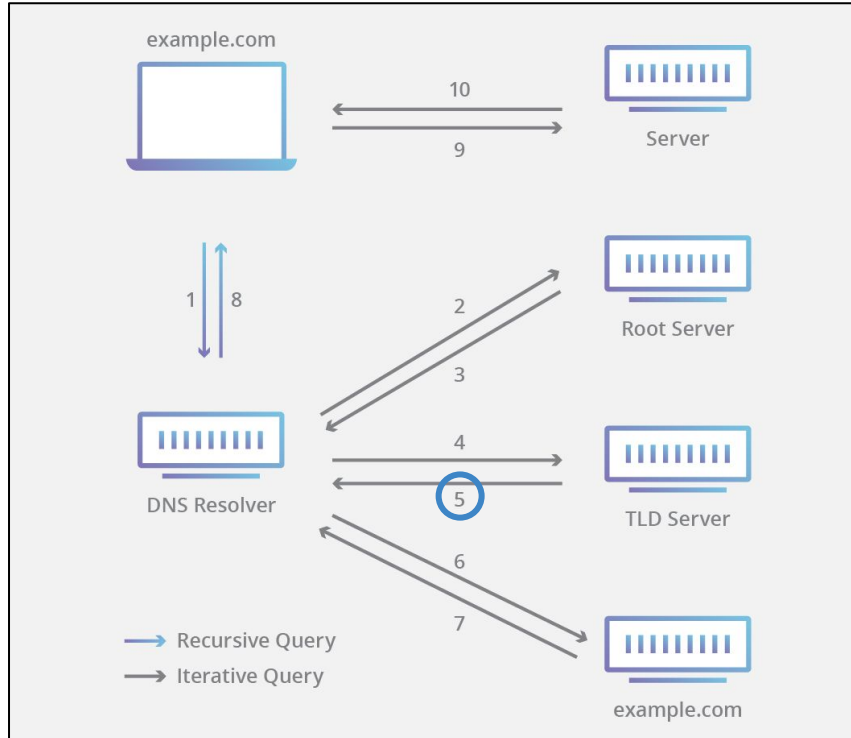 example.com
10
9
Server
1
8
2
3
Root Server
4
5
DNS Resolver
TLD Server
6
7
Recursive Query
Iterative Query
example.com